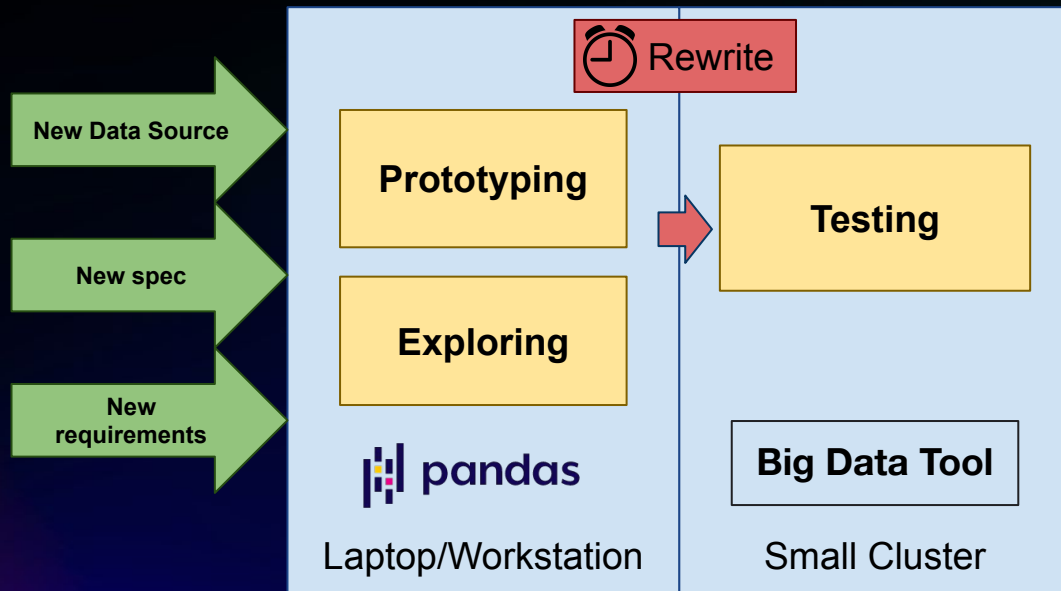 Rewrite
New Data Source
New spec
New
requirements
Prototyping
Exploring
pandas
Laptop/Workstation
Testing
Big Data Tool
Small Cluster